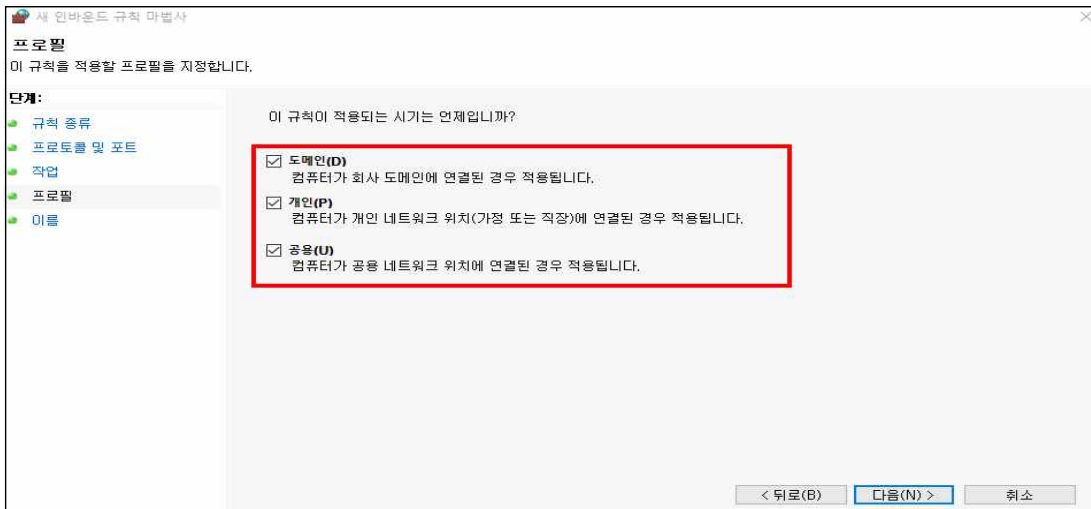 새 인바운드 규칙 마법사
프로필
이 규칙을 적용할 프로필을 지정합니다.
단계:
규칙 종류
프로토콜 및 포트
작업
프로필
이름
이 규칙이 적용되는 시기는 언제입니까?
도메인(D)
컴퓨터가 회사 도메인에 연결된 경우 적용됩니다.
개인(P)
컴퓨터가 개인 네트워크 위치(가정 또는 직장)에 연결된 경우 적용됩니다.
공용(U)
컴퓨터가 공용 네트워크 위치에 연결된 경우 적용됩니다.
< 뒤로(B) 다음(N) > 취소